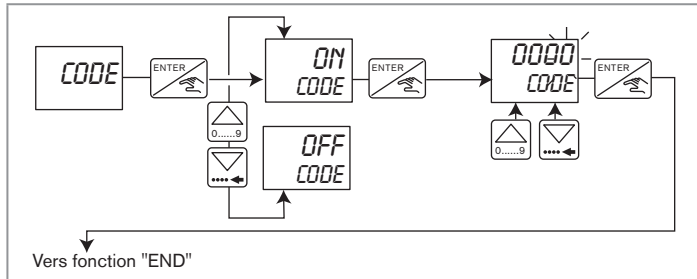 CODE
ENTER
ON
CODE
ENTER
0000
CODE
ENTER
0......9
OFF
CODE
0......9
Vers fonction "END"